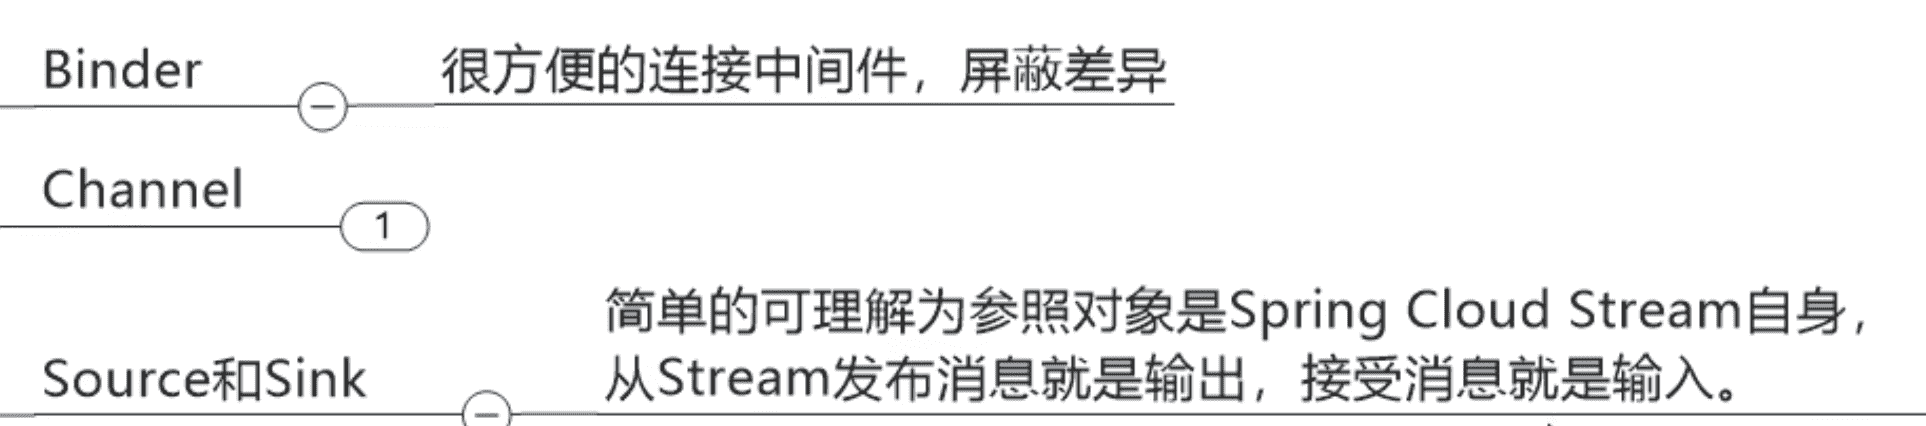 Binder
很方便的连接中间件，屏蔽差异
Channel
1
Source和Sink
简单的可理解为参照对象是Spring Cloud Stream自身，
从Stream发布消息就是输出，接受消息就是输入。